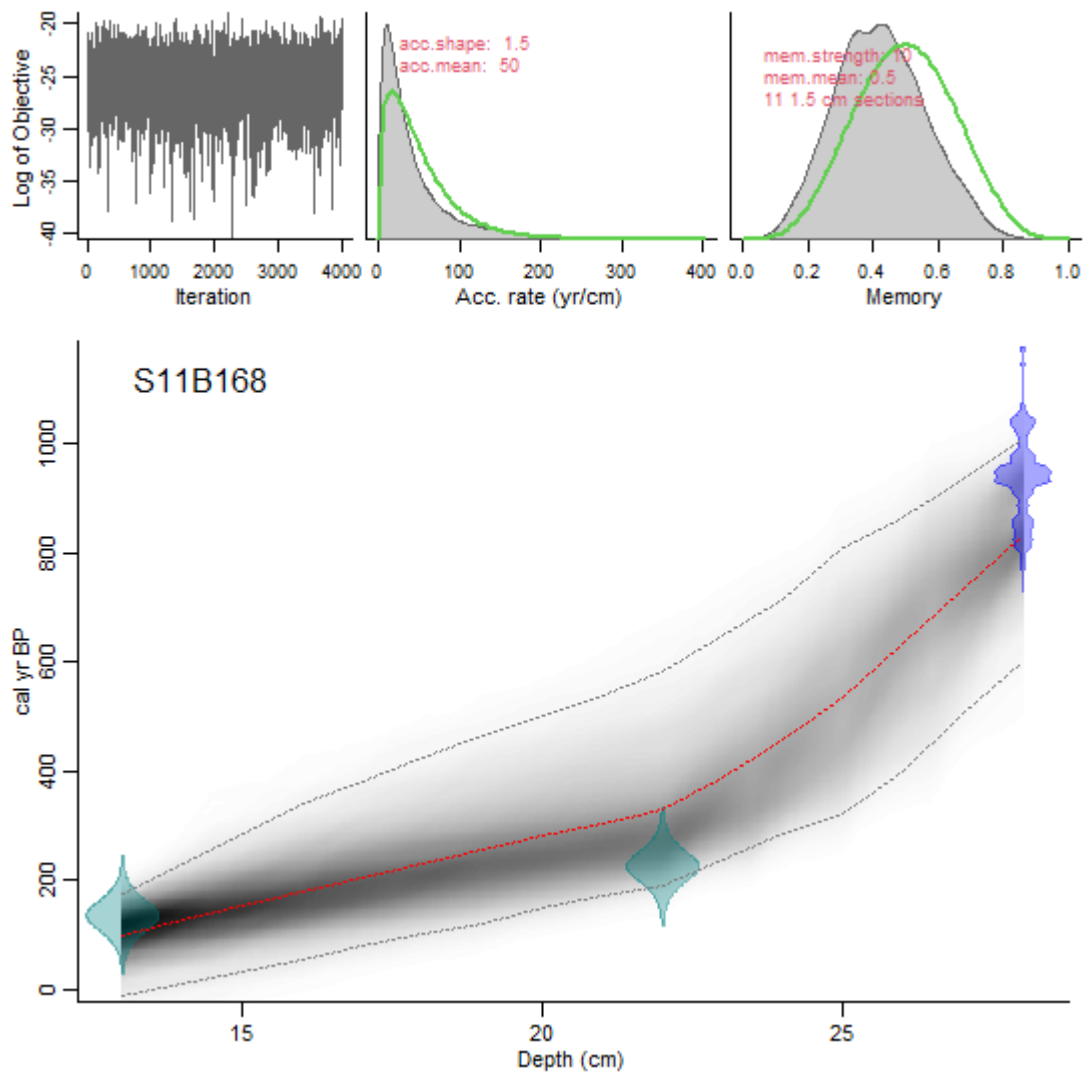 Log of Objective
-20
-25
-30
-35
-40
0 1000 2000 3000 4000
Iteration
acc.shape: 1.5
acc.mean: 50
0 100 200 300 400
Acc. rate (yr/cm)
mem.strength: 10
mem.mean: 0.5
11 1.5 cm sections
0.0 0.2 0.4 0.6 0.8 1.0
Memory
S11B168
cal yr BP
1000
800
600
400
200
0
15 20 25
Depth (cm)